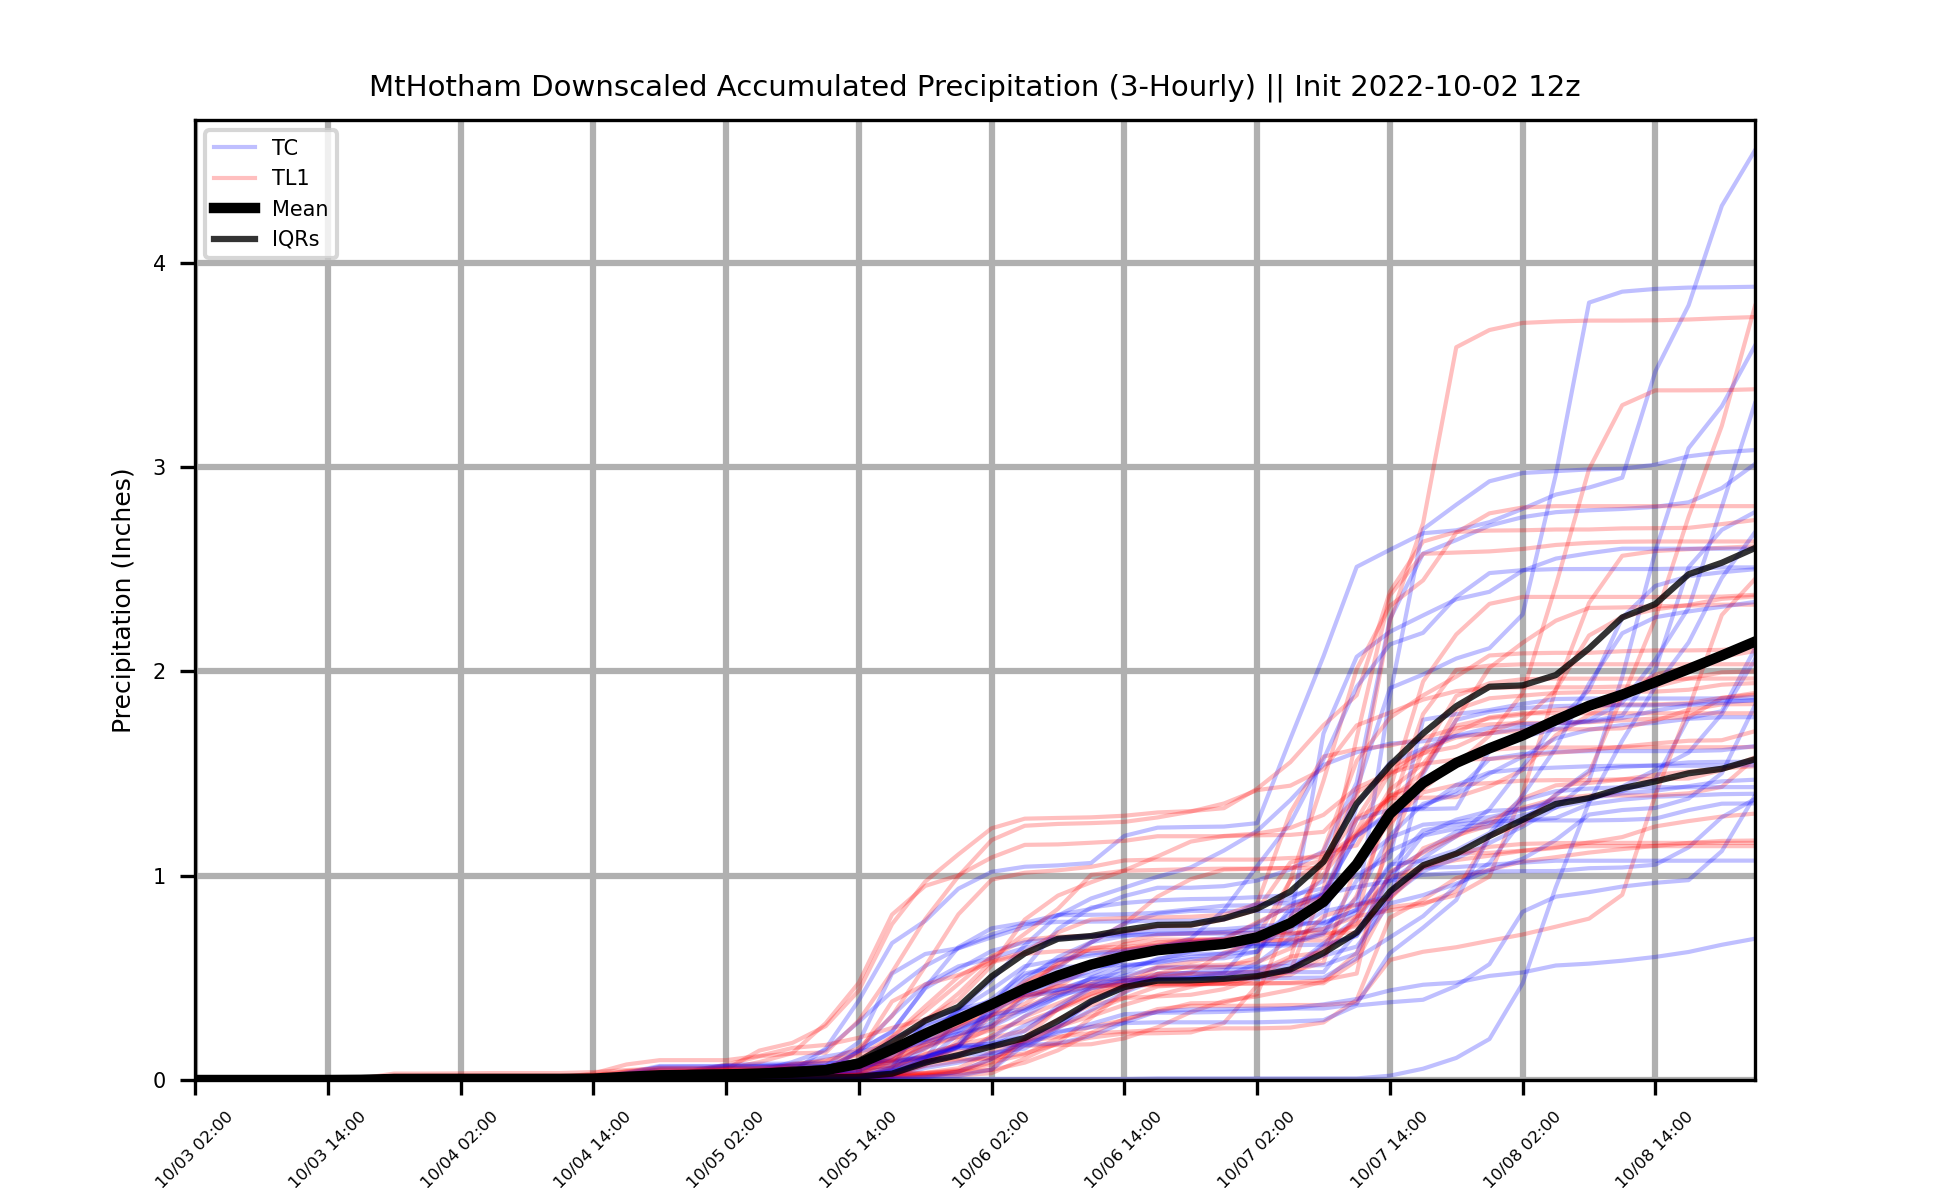 MtHotham Downscaled Accumulated Precipitation (3-Hourly) || Init 2022-10-02 12z
TC
TL1
Mean
IQRs
Precipitation (Inches)
4
3
2
1
0
10/03 02:00
10/03 14:00
10/04 02:00
10/04 14:00
10/05 02:00
10/05 14:00
10/06 02:00
10/06 14:00
10/07 02:00
10/07 14:00
10/08 02:00
10/08 14:00